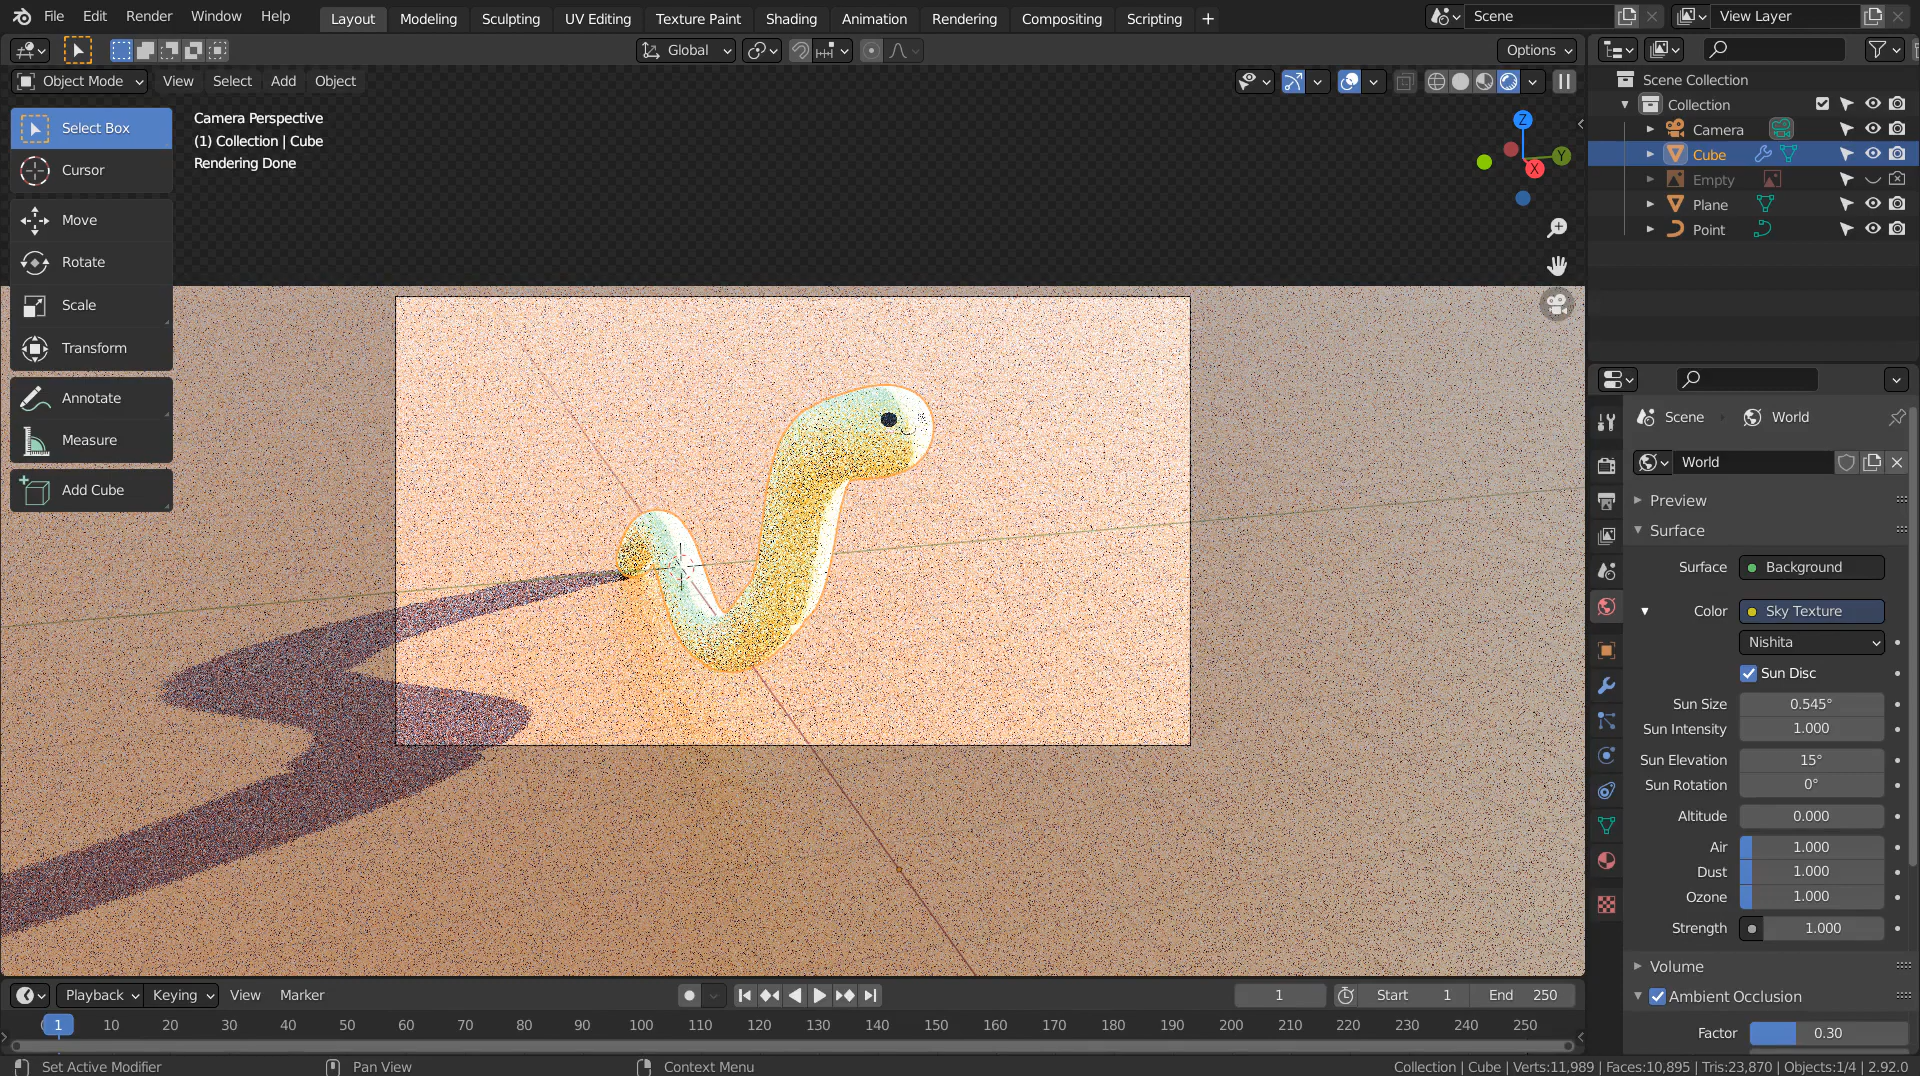 File Edit Render Window Help Layout Modeling Sculpting UV Editing Texture Paint Shading Animation Rendering Compositing Scripting + Scene View Layer
Global Options
Object Mode View Select Add Object
Select Box
Cursor
Move
Rotate
Scale
Transform
Annotate
Measure
Add Cube
Camera Perspective
(1) Collection | Cube
Rendering Done
Z
Y
X
Scene Collection
Collection
Camera
Cube
Empty
Plane
Point
Scene World
World
Preview
Surface
Surface Background
Color Sky Texture
Nishita
Sun Disc
Sun Size 0.545°
Sun Intensity 1.000
Sun Elevation 15°
Sun Rotation 0°
Altitude 0.000
Air 1.000
Dust 1.000
Ozone 1.000
Strength 1.000
Volume
Ambient Occlusion
Factor 0.30
Playback Keying View Marker 1 Start 1 End 250
1 10 20 30 40 50 60 70 80 90 100 110 120 130 140 150 160 170 180 190 200 210 220 230 240 250
Set Active Modifier Pan View Context Menu Collection | Cube | Verts:11,989 | Faces:10,895 | Tris:23,870 | Objects:1/4 | 2.92.0